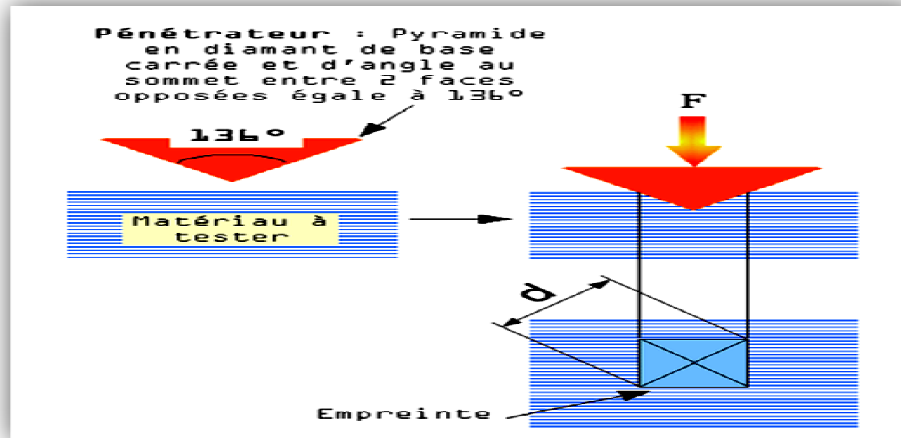 Pénétrateur : Pyramide
en diamant de base
carrée et d'angle au
sommet entre 2 faces
opposées égale à 136°
136°
F
Matériau à
tester
d
Empreinte